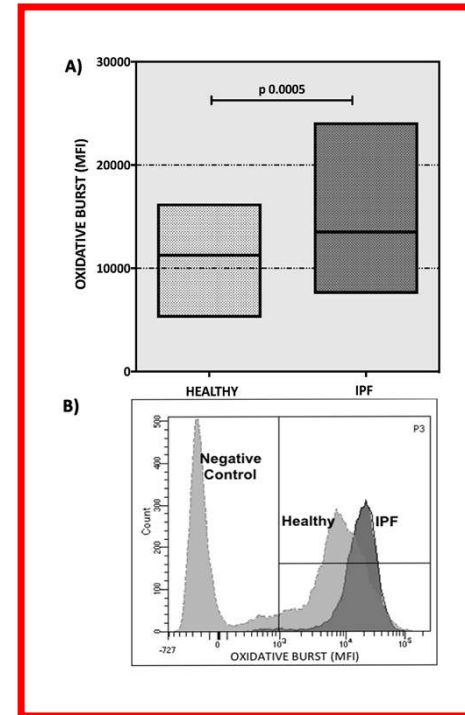 A)
p 0.0005
30000
20000
10000
0
OXIDATIVE BURST (MFI)
HEALTHY IPF
B)
P3
Negative
Control
Healthy IPF
500
400
300
200
100
0
Count
-727 0 10³ 10⁴ 10⁵
OXIDATIVE BURST (MFI)